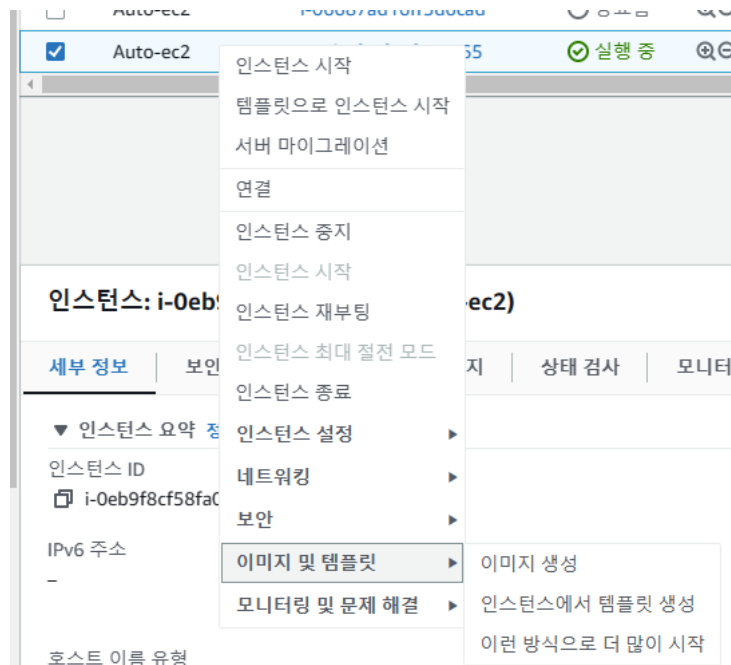 Auto-ec2
Auto-ec2 55 실행 중
인스턴스 시작
템플릿으로 인스턴스 시작
서버 마이그레이션
연결
인스턴스 중지
인스턴스 시작
인스턴스: i-0eb9 ec2)
인스턴스 재부팅
세부 정보 보안 인스턴스 최대 절전 모드 지 상태 검사 모니터
인스턴스 종료
▼ 인스턴스 요약 정
인스턴스 설정 ▶
인스턴스 ID
네트워킹 ▶
i-0eb9f8cf58fa0
보안 ▶
IPv6 주소
–
이미지 및 템플릿 ▶
이미지 생성
모니터링 및 문제 해결 ▶
인스턴스에서 템플릿 생성
이런 방식으로 더 많이 시작
호스트 이름 유형